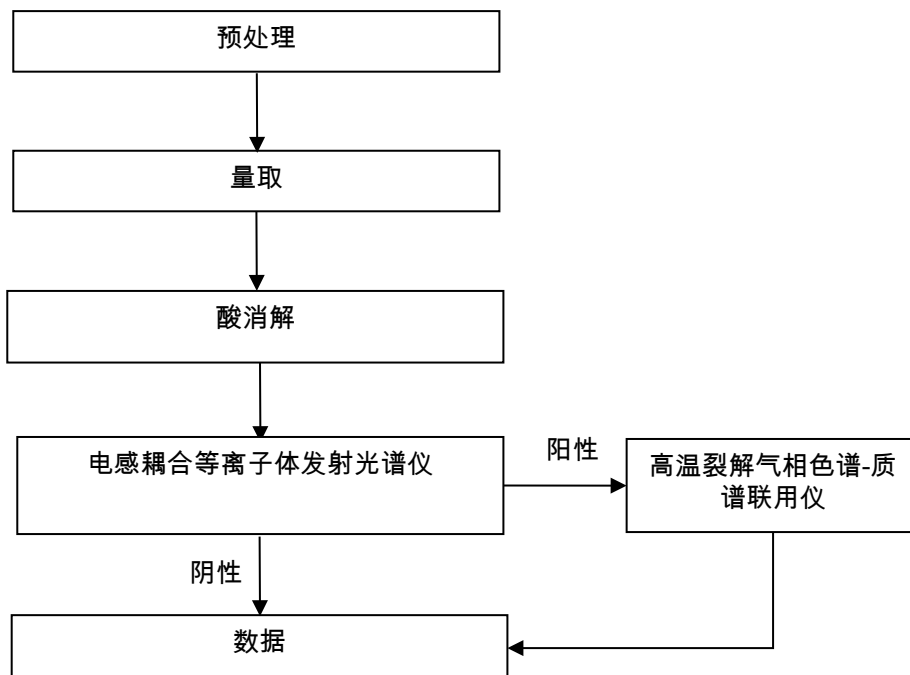 预处理
量取
酸消解
电感耦合等离子体发射光谱仪
阳性
高温裂解气相色谱-质
谱联用仪
阴性
数据